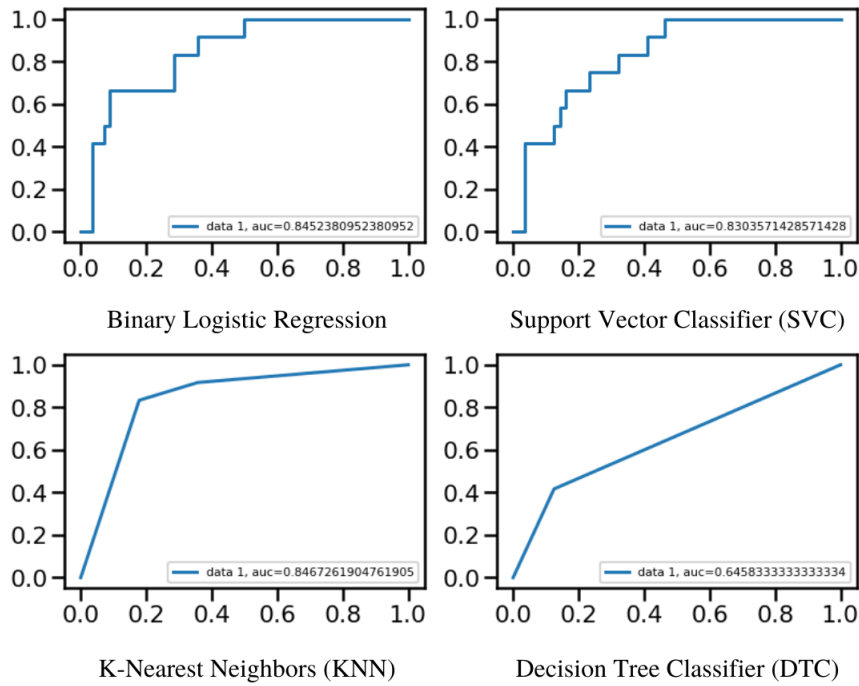 1.0
0.8
0.6
0.4
0.2
0.0
data 1, auc=0.8452380952380952
0.0 0.2 0.4 0.6 0.8 1.0
Binary Logistic Regression
1.0
0.8
0.6
0.4
0.2
0.0
data 1, auc=0.8303571428571428
0.0 0.2 0.4 0.6 0.8 1.0
Support Vector Classifier (SVC)
1.0
0.8
0.6
0.4
0.2
0.0
data 1, auc=0.8467261904761905
0.0 0.2 0.4 0.6 0.8 1.0
K-Nearest Neighbors (KNN)
1.0
0.8
0.6
0.4
0.2
0.0
data 1, auc=0.6458333333333334
0.0 0.2 0.4 0.6 0.8 1.0
Decision Tree Classifier (DTC)